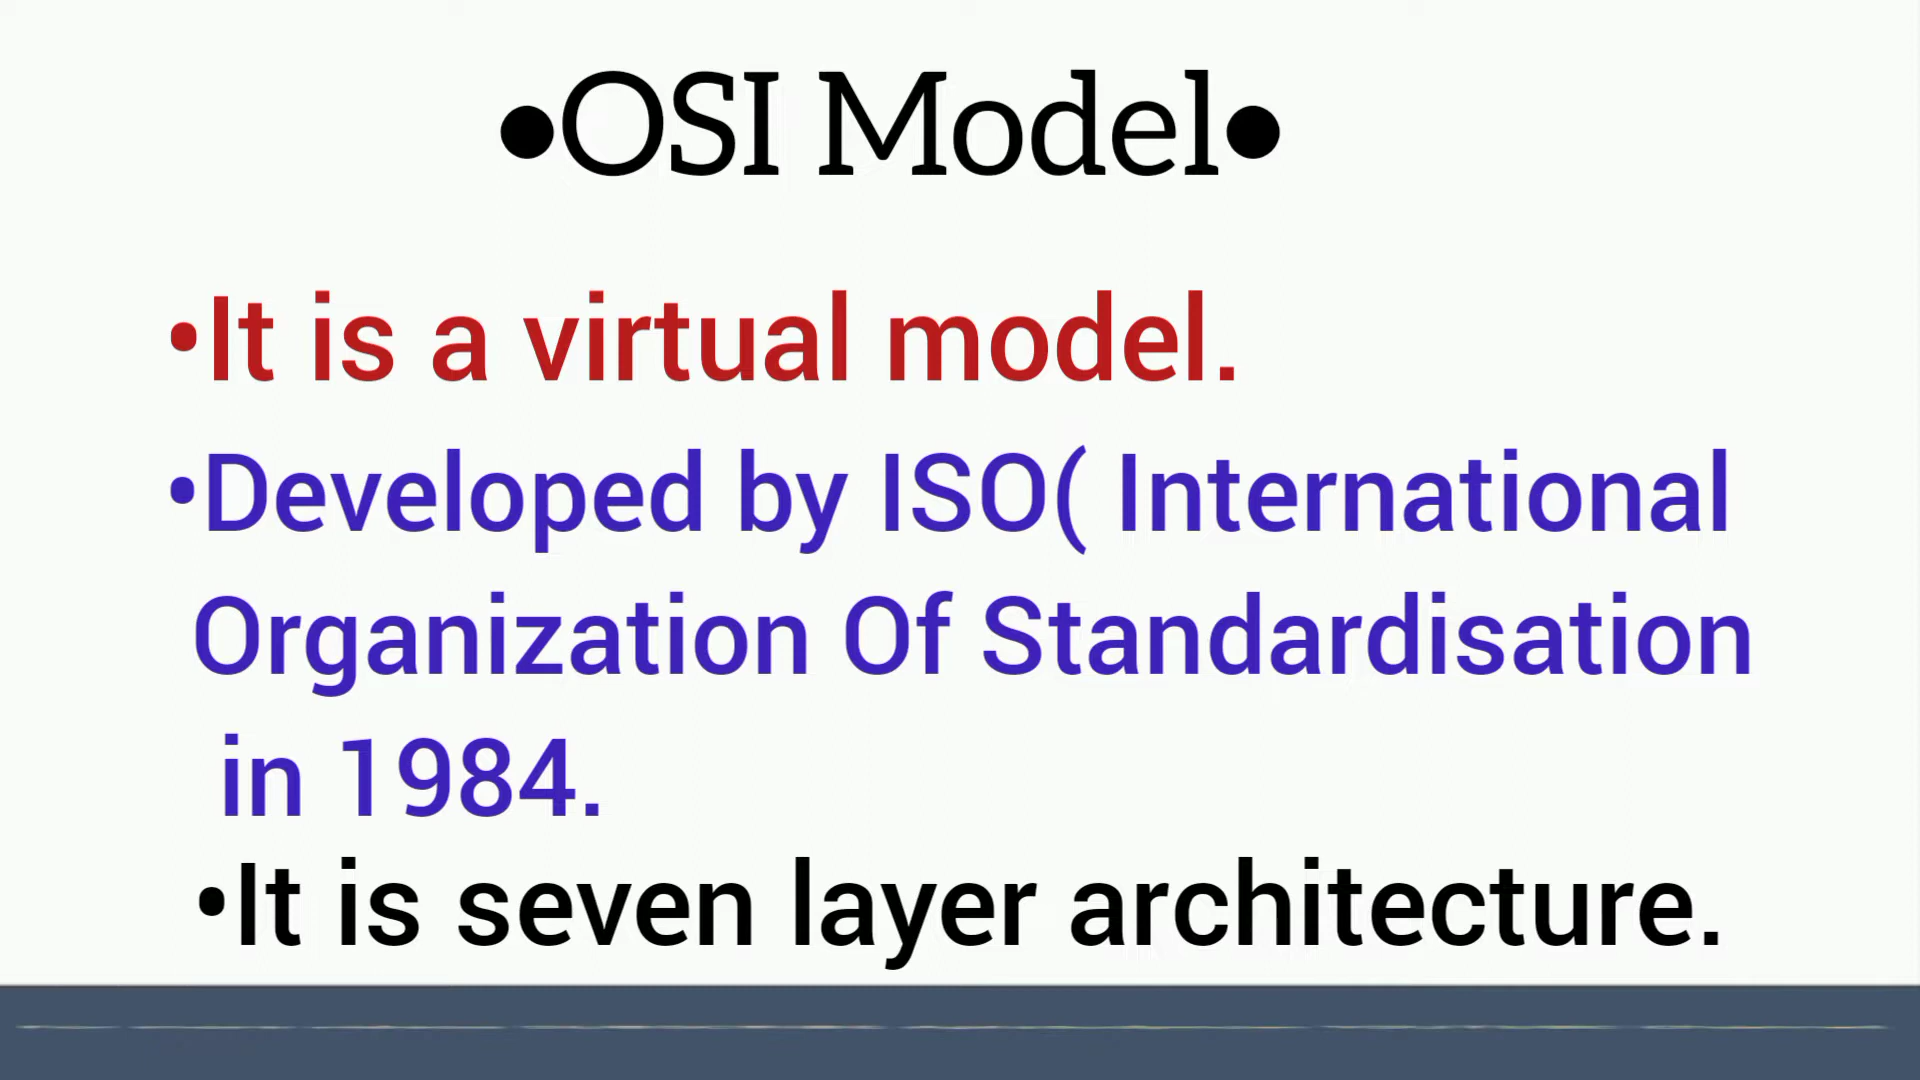 •OSI Model•
•It is a virtual model.
•Developed by ISO( International
Organization Of Standardisation
in 1984.
•It is seven layer architecture.